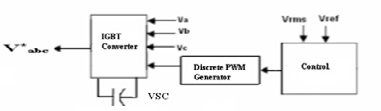 Va
Vrms Vref
IGBT
Converter
Vb
V*abc
Vc
Discrete PWM
Generator
Control
VSC